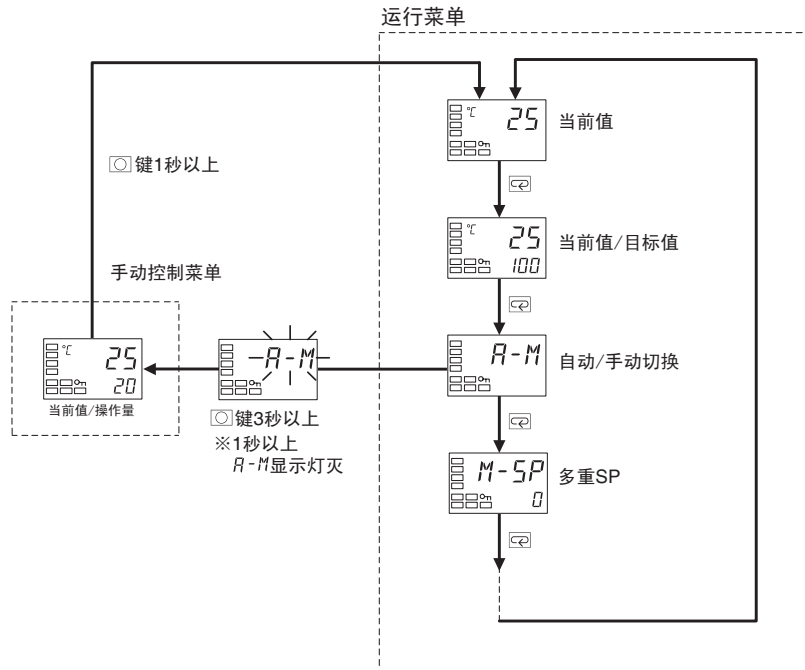 运行菜单
℃ 25
当前值
键1秒以上
℃ 25
当前值/目标值
100
手动控制菜单
℃ 25
20
当前值/操作量
A-M
A-M
自动/手动切换
键3秒以上
※1秒以上
A-M显示灯灭
M-SP
多重SP
0